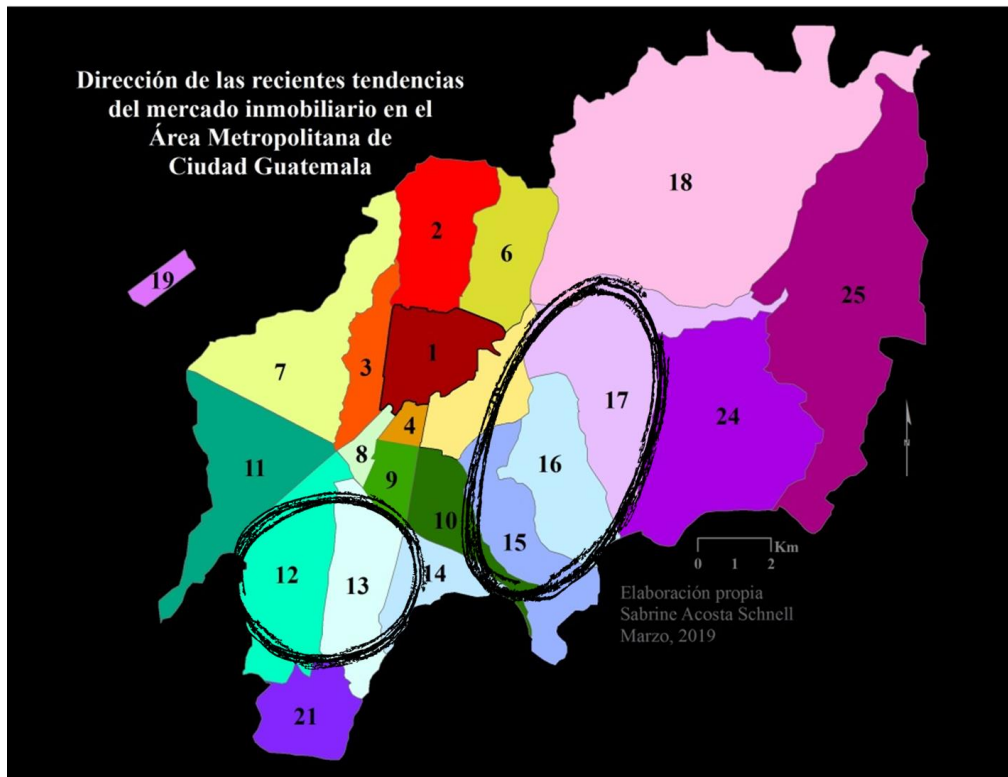 Dirección de las recientes tendencias
del mercado inmobiliario en el
Área Metropolitana de
Ciudad Guatemala
18
2
6
19
25
1
7
3
17
24
4
8
16
11
9
10
15
12
13
14
Km
0 1 2
Elaboración propia
Sabrine Acosta Schnell
Marzo, 2019
21
N